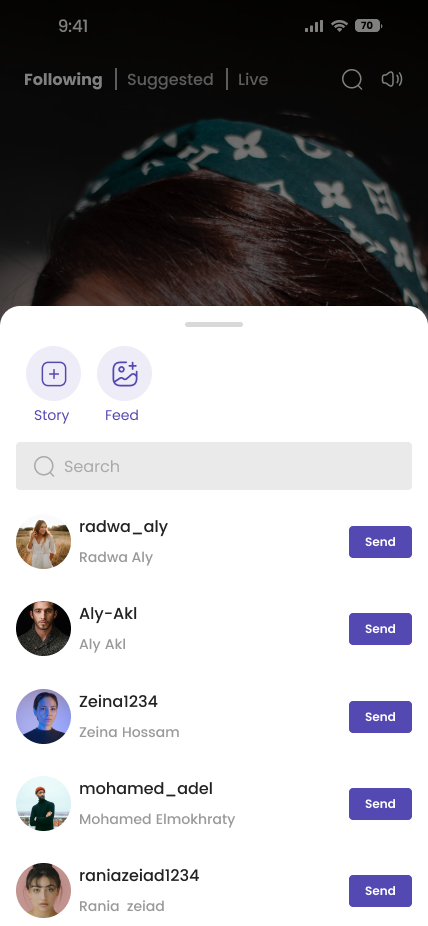 9:41
70
Following | Suggested | Live
Story
Feed
Search
radwa_aly
Radwa Aly
Send
Aly-Akl
Aly Akl
Send
Zeina1234
Zeina Hossam
Send
mohamed_adel
Mohamed Elmokhraty
Send
raniazeiad1234
Rania zeiad
Send